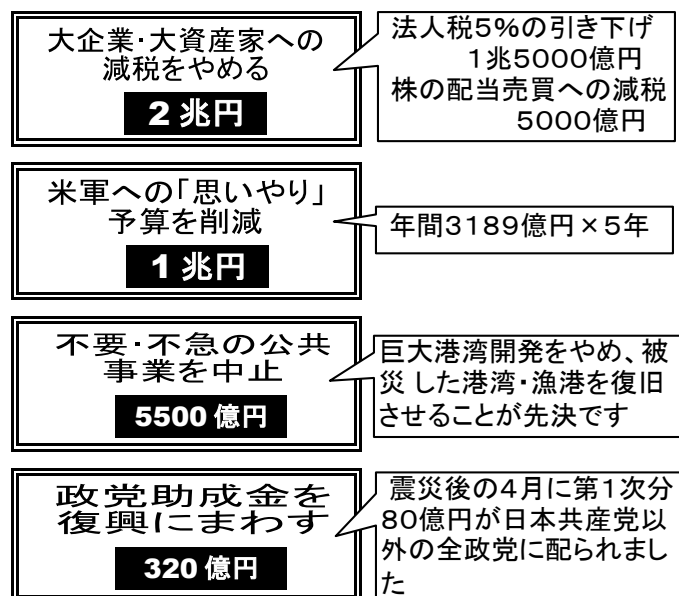 大企業・大資産家への
減税をやめる
2兆円
法人税5％の引き下げ
1兆5000億円
株の配当売買への減税
5000億円
米軍への「思いやり」
予算を削減
1兆円
年間3189億円×5年
不要・不急の公共
事業を中止
5500億円
巨大港湾開発をやめ、被
災 した港湾・漁港を復旧
させることが先決です
政党助成金を
復興にまわす
320億円
震災後の4月に第1次分
80億円が日本共産党以
外の全政党に配られまし
た